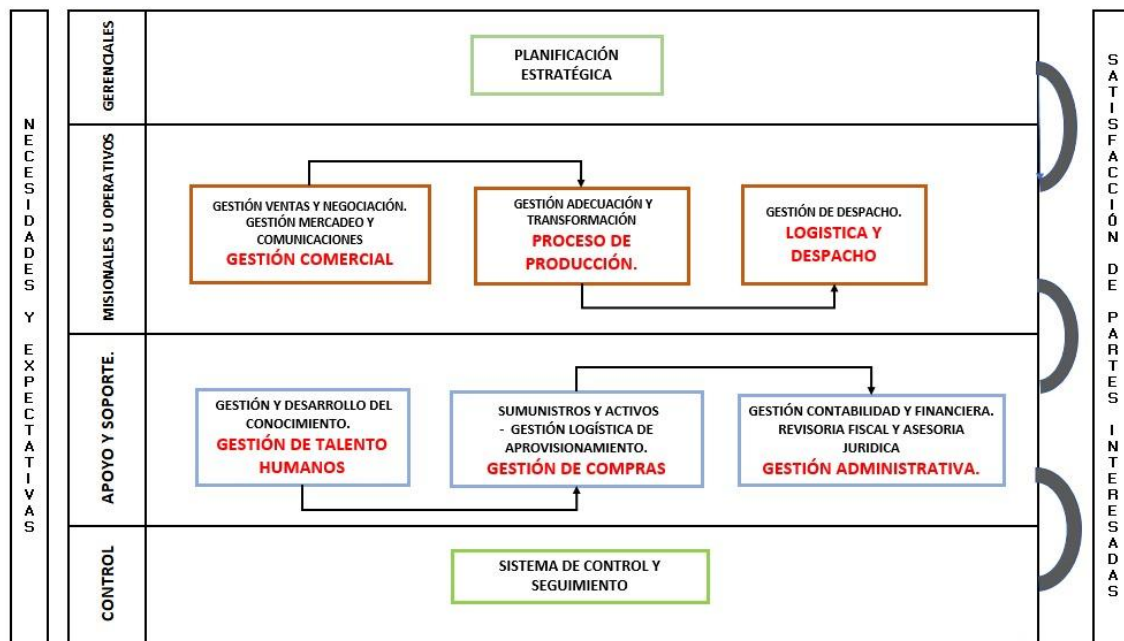 NECESIDADES Y EXPECTATIVAS
GERENCIALES
PLANIFICACIÓN
ESTRATÉGICA
MISIONALES U OPERATIVOS
GESTIÓN VENTAS Y NEGOCIACIÓN.
GESTIÓN MERCADEO Y
COMUNICACIONES
GESTIÓN COMERCIAL
GESTIÓN ADECUACIÓN Y
TRANSFORMACIÓN
PROCESO DE
PRODUCCIÓN.
GESTIÓN DE DESPACHO.
LOGISTICA Y
DESPACHO
APOYO Y SOPORTE.
GESTIÓN Y DESARROLLO DEL
CONOCIMIENTO.
GESTIÓN DE TALENTO
HUMANOS
SUMINISTROS Y ACTIVOS
- GESTIÓN LOGÍSTICA DE
APROVISIONAMIENTO.
GESTIÓN DE COMPRAS
GESTIÓN CONTABILIDAD Y FINANCIERA.
REVISORIA FISCAL Y ASESORIA
JURIDICA
GESTIÓN ADMINISTRATIVA.
CONTROL
SISTEMA DE CONTROL Y
SEGUIMIENTO
SATISFACCIÓN DE PARTES INTERESADAS